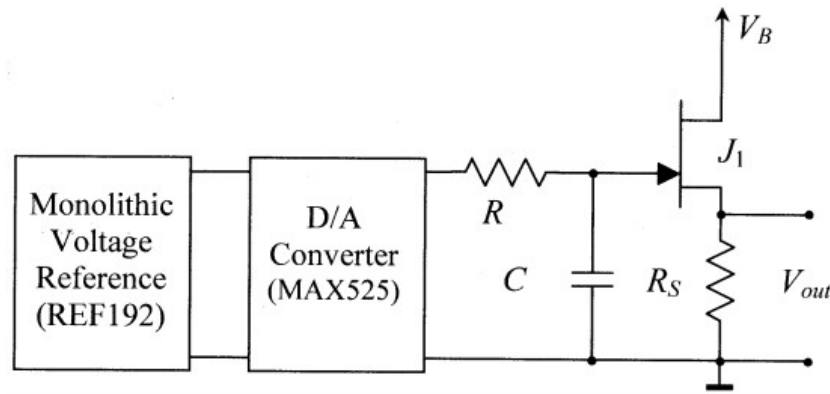 V_B
Monolithic
Voltage
Reference
(REF192)
D/A
Converter
(MAX525)
R
C
J_1
R_S
V_out